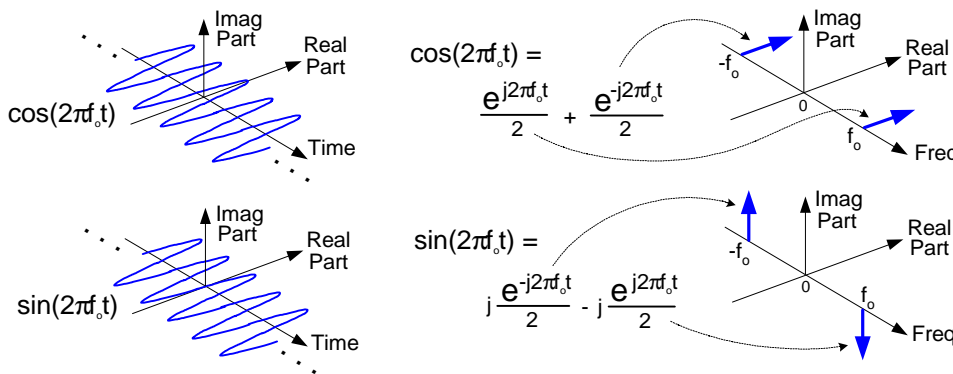 Imag
Part
Real
Part
cos(2πfₒt)
Time
cos(2πfₒt) =
e^{j2πfₒt}/2 + e^{-j2πfₒt}/2
Imag
Part
Real
Part
-fₒ
0
fₒ
Freq
Imag
Part
Real
Part
sin(2πfₒt)
Time
sin(2πfₒt) =
j e^{-j2πfₒt}/2 - j e^{j2πfₒt}/2
Imag
Part
Real
Part
-fₒ
0
fₒ
Freq